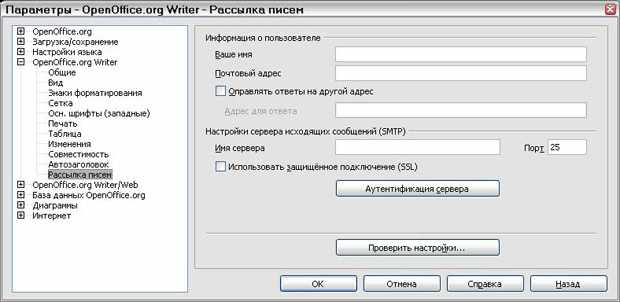 Параметры - OpenOffice.org Writer - Рассылка писем
OpenOffice.org
Загрузка/сохранение
Настройки языка
OpenOffice.org Writer
Общие
Вид
Знаки форматирования
Сетка
Осн. шрифты (западные)
Печать
Таблица
Изменения
Совместимость
Автозаголовок
Рассылка писем
OpenOffice.org Writer/Web
База данных OpenOffice.org
Диаграммы
Интернет
Информация о пользователе
Ваше имя
Почтовый адрес
Оправлять ответы на другой адрес
Адрес для ответа
Настройки сервера исходящих сообщений (SMTP)
Имя сервера
Порт 25
Использовать защищённое подключение (SSL)
Аутентификация сервера
Проверить настройки...
ОК Отмена Справка Назад